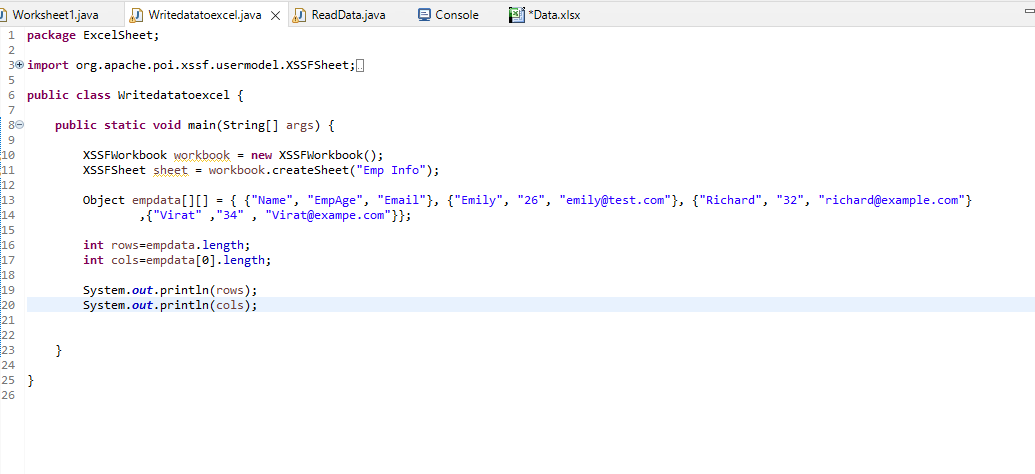 Worksheet1.java Writedatatoexcel.java ReadData.java Console *Data.xlsx
1 package ExcelSheet;
2
3 import org.apache.poi.xssf.usermodel.XSSFSheet;
5
6 public class Writedatatoexcel {
7
8 public static void main(String[] args) {
9
10 XSSFWorkbook workbook = new XSSFWorkbook();
11 XSSFSheet sheet = workbook.createSheet("Emp Info");
12
13 Object empdata[][] = { {"Name", "EmpAge", "Email"}, {"Emily", "26", "emily@test.com"}, {"Richard", "32", "richard@example.com"}
14 ,{"Virat" ,"34" , "Virat@exampe.com"}};
15
16 int rows=empdata.length;
17 int cols=empdata[0].length;
18
19 System.out.println(rows);
20 System.out.println(cols);
21
22
23 }
24
25 }
26